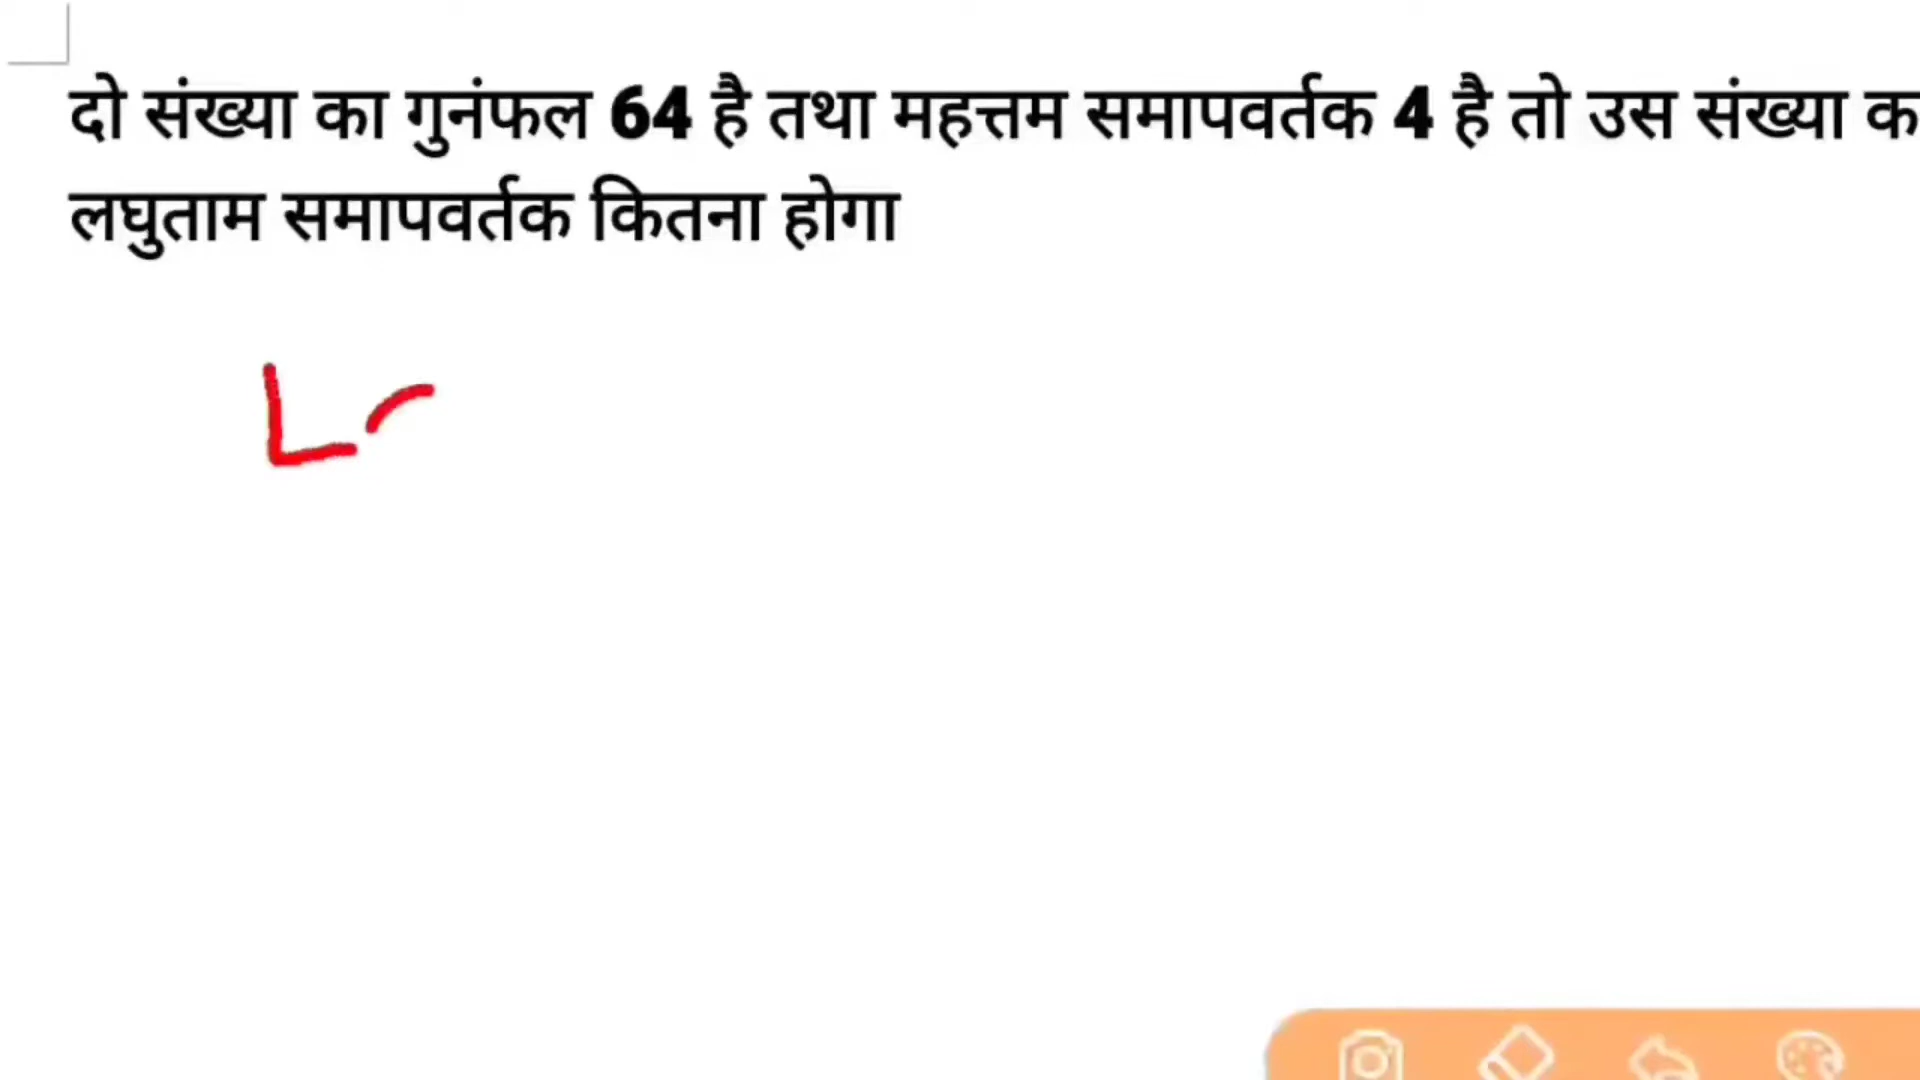 दो संख्या का गुनंफल 64 है तथा महत्तम समापवर्तक 4 है तो उस संख्या क
लघुताम समापवर्तक कितना होगा
L